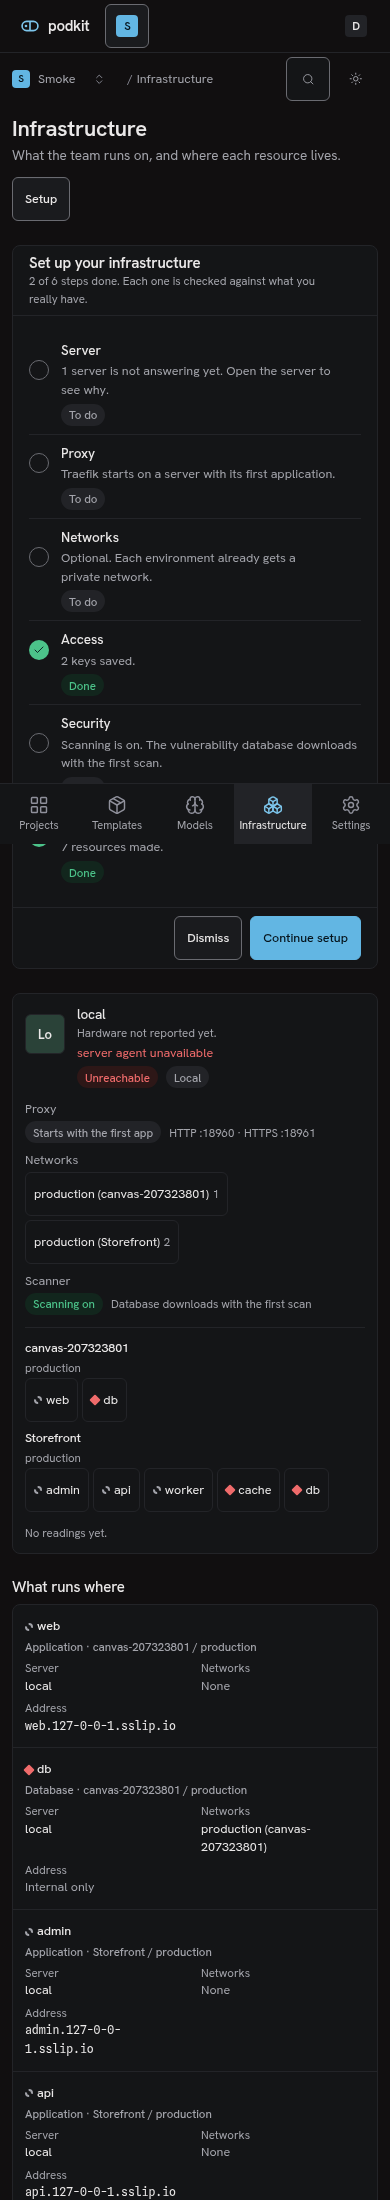 podkit
S
D
S Smoke / Infrastructure
Infrastructure
What the team runs on, and where each resource lives.
Setup
Set up your infrastructure
2 of 6 steps done. Each one is checked against what you
really have.
Server
1 server is not answering yet. Open the server to
see why.
To do
Proxy
Traefik starts on a server with its first application.
To do
Networks
Optional. Each environment already gets a
private network.
To do
Access
2 keys saved.
Done
Security
Scanning is on. The vulnerability database downloads
with the first scan.
Projects Templates Models Infrastructure Settings
7 resources made.
Done
Dismiss Continue setup
Lo
local
Hardware not reported yet.
server agent unavailable
Unreachable Local
Proxy
Starts with the first app HTTP :18960 · HTTPS :18961
Networks
production (canvas-207323801) 1
production (Storefront) 2
Scanner
Scanning on Database downloads with the first scan
canvas-207323801
production
web db
Storefront
production
admin api worker cache db
No readings yet.
What runs where
web
Application · canvas-207323801 / production
Server Networks
local None
Address
web.127-0-0-1.sslip.io
db
Database · canvas-207323801 / production
Server Networks
local production (canvas-
207323801)
Address
Internal only
admin
Application · Storefront / production
Server Networks
local None
Address
admin.127-0-0-
1.sslip.io
api
Application · Storefront / production
Server Networks
local None
Address
api.127-0-0-1.sslip.io